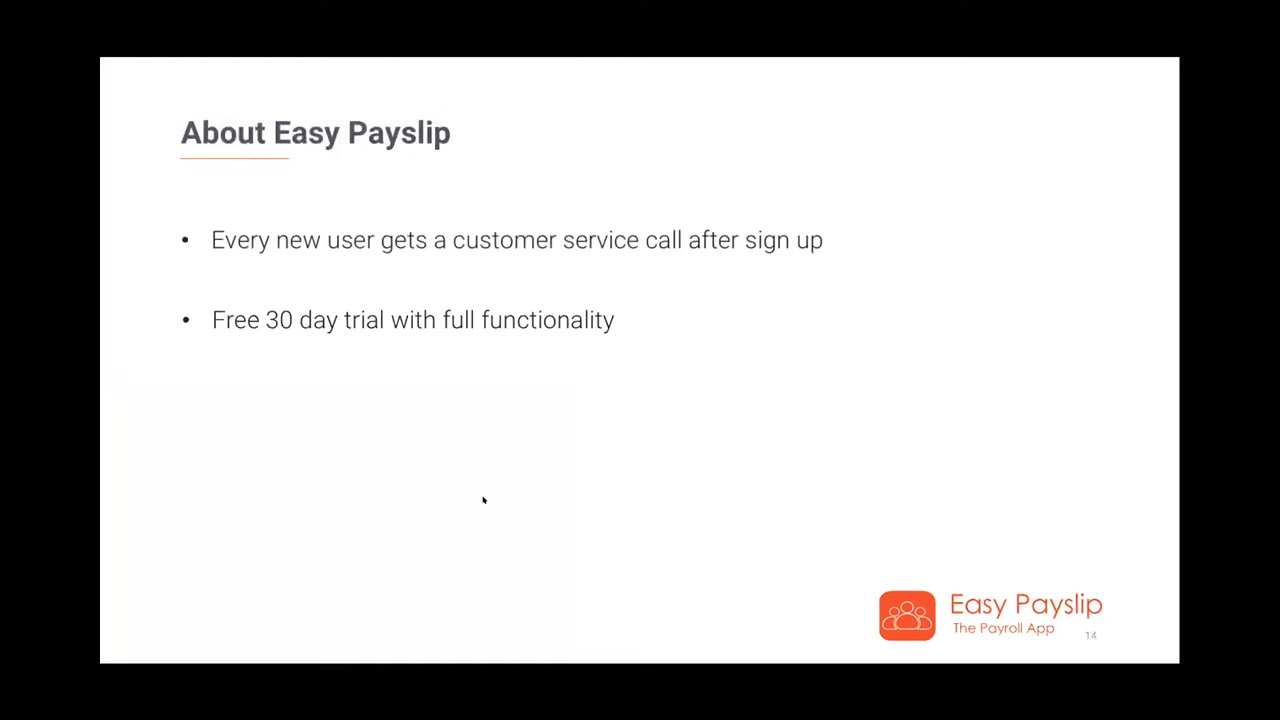 About Easy Payslip
• Every new user gets a customer service call after sign up
• Free 30 day trial with full functionality
Easy Payslip
The Payroll App
14